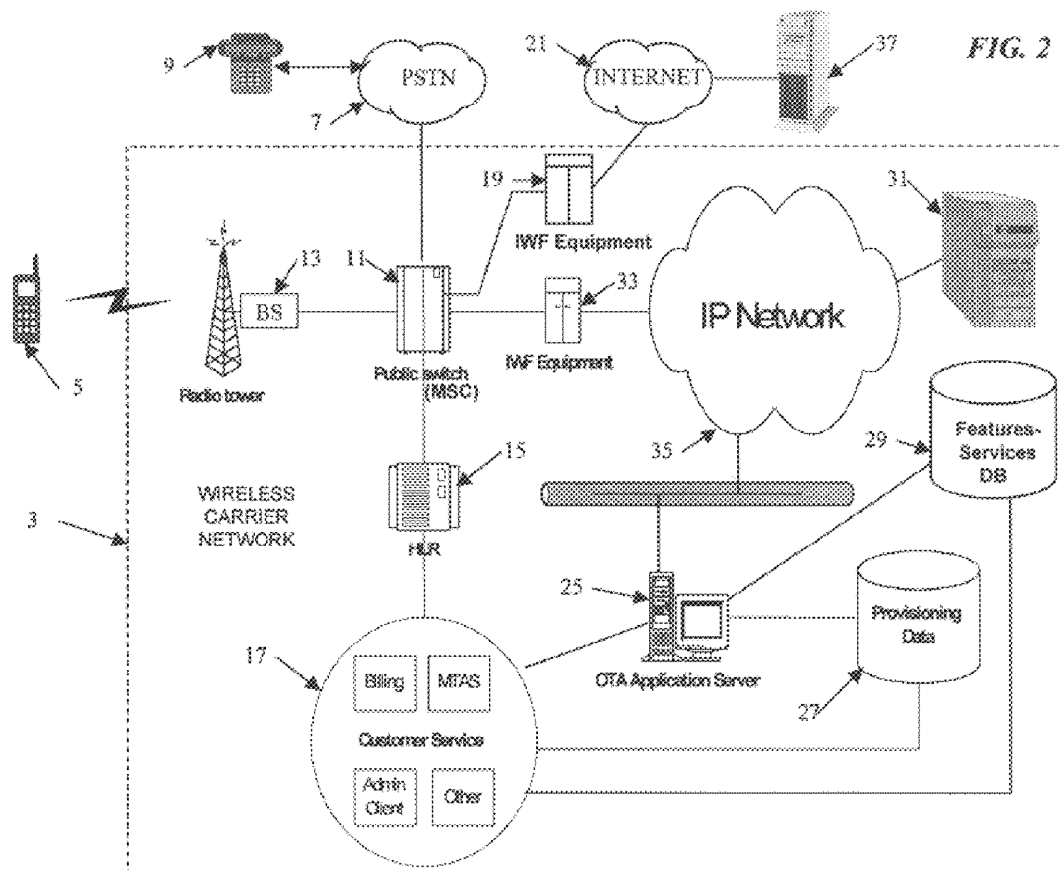 FIG. 2
9
PSTN
7
21
INTERNET
37
19
IWF Equipment
31
5
13
BS
Radio tower
11
Public switch
(MSC)
33
IWF Equipment
IP Network
35
29
Features-
Services
DB
3
WIRELESS
CARRIER
NETWORK
15
HLR
25
OTA Application Server
Provisioning
Data
27
17
Billing
MTAS
Customer Service
Admin
Client
Other